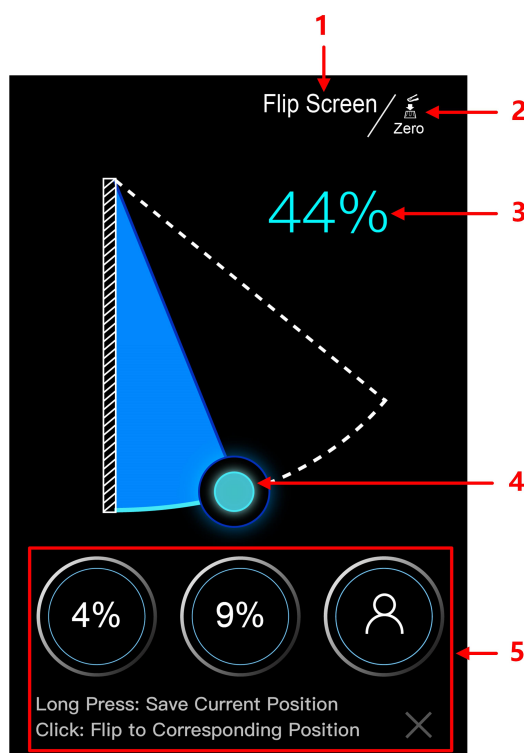 1
Flip Screen
2
Zero
44%
3
4
4%
9%
5
Long Press: Save Current Position
Click: Flip to Corresponding Position